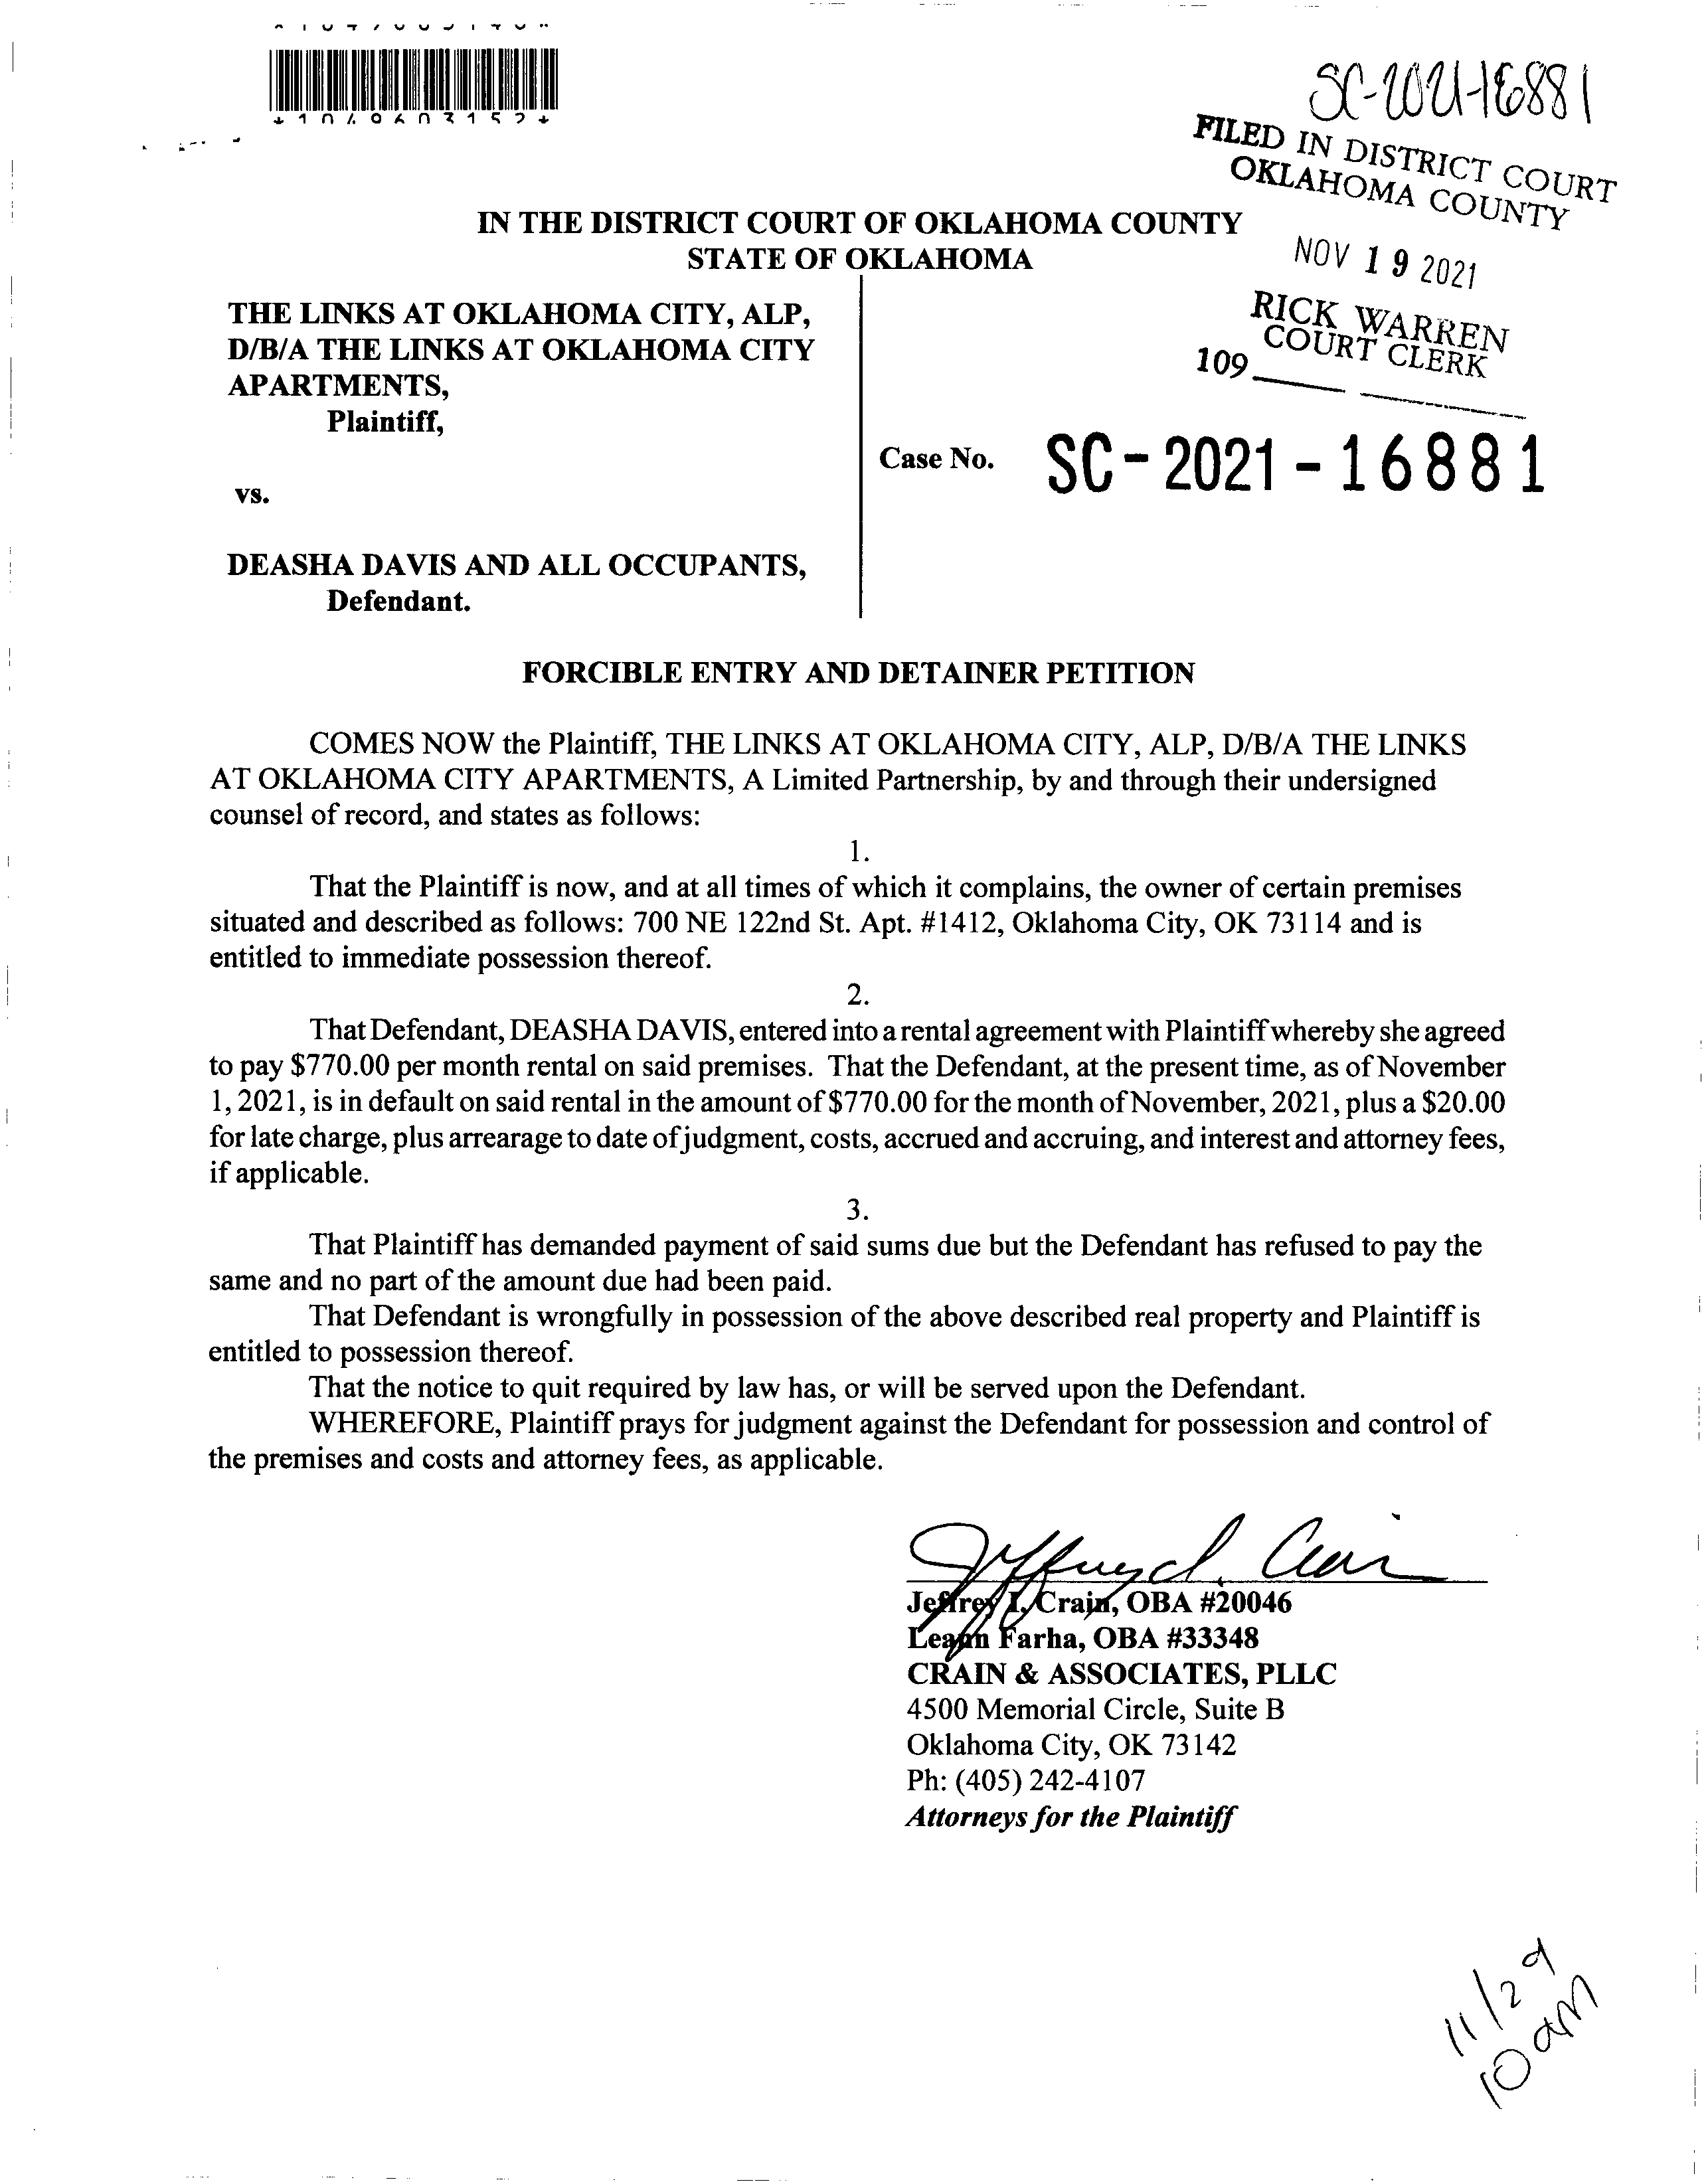 SC-2021-16881
FILED IN DISTRICT COURT
OKLAHOMA COUNTY
NOV 19 2021
RICK WARREN
COURT CLERK
109
IN THE DISTRICT COURT OF OKLAHOMA COUNTY
STATE OF OKLAHOMA
THE LINKS AT OKLAHOMA CITY, ALP,
D/B/A THE LINKS AT OKLAHOMA CITY
APARTMENTS,
Plaintiff,
Case No. SC-2021-16881
vs.
DEASHA DAVIS AND ALL OCCUPANTS,
Defendant.
FORCIBLE ENTRY AND DETAINER PETITION
COMES NOW the Plaintiff, THE LINKS AT OKLAHOMA CITY, ALP, D/B/A THE LINKS
AT OKLAHOMA CITY APARTMENTS, A Limited Partnership, by and through their undersigned
counsel of record, and states as follows:
1.
That the Plaintiff is now, and at all times of which it complains, the owner of certain premises
situated and described as follows: 700 NE 122nd St. Apt. #1412, Oklahoma City, OK 73114 and is
entitled to immediate possession thereof.
2.
That Defendant, DEASHA DAVIS, entered into a rental agreement with Plaintiff whereby she agreed
to pay $770.00 per month rental on said premises. That the Defendant, at the present time, as of November
1, 2021, is in default on said rental in the amount of $770.00 for the month of November, 2021, plus a $20.00
for late charge, plus arrearage to date of judgment, costs, accrued and accruing, and interest and attorney fees,
if applicable.
3.
That Plaintiff has demanded payment of said sums due but the Defendant has refused to pay the
same and no part of the amount due had been paid.
That Defendant is wrongfully in possession of the above described real property and Plaintiff is
entitled to possession thereof.
That the notice to quit required by law has, or will be served upon the Defendant.
WHEREFORE, Plaintiff prays for judgment against the Defendant for possession and control of
the premises and costs and attorney fees, as applicable.
Jeffrey I. Crain, OBA #20046
Leann Farha, OBA #33348
CRAIN & ASSOCIATES, PLLC
4500 Memorial Circle, Suite B
Oklahoma City, OK 73142
Ph: (405) 242-4107
Attorneys for the Plaintiff
11/29
10 am